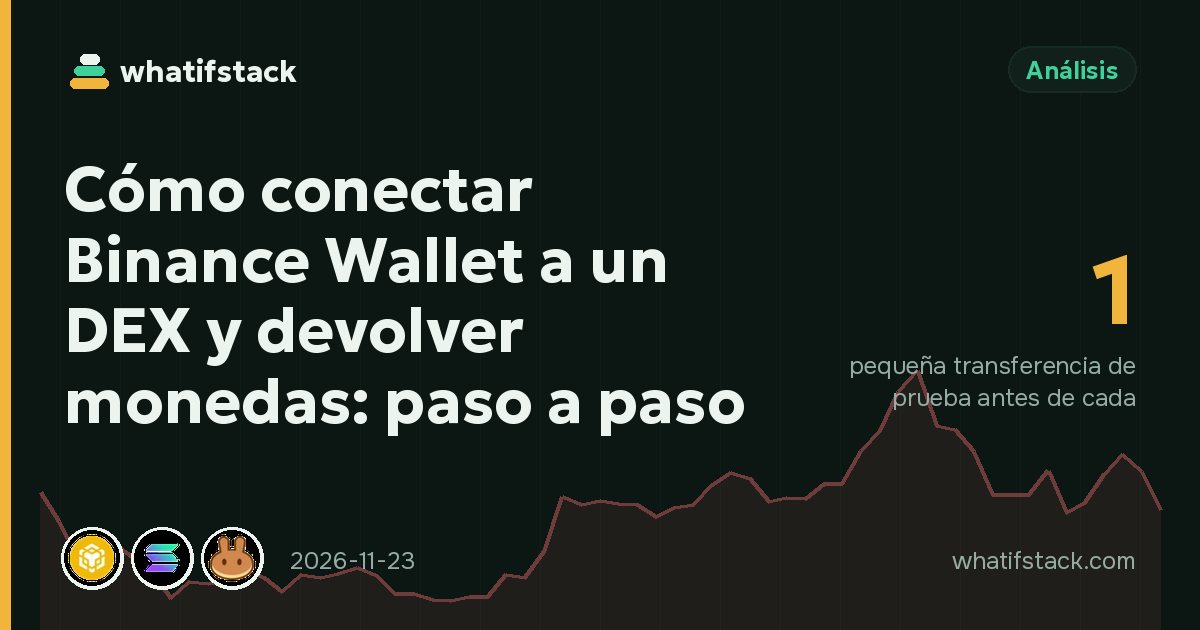 whatifstack
Análisis
Cómo conectar
Binance Wallet a un
DEX y devolver
monedas: paso a paso
1
pequeña transferencia de
prueba antes de cada
2026-11-23
whatifstack.com